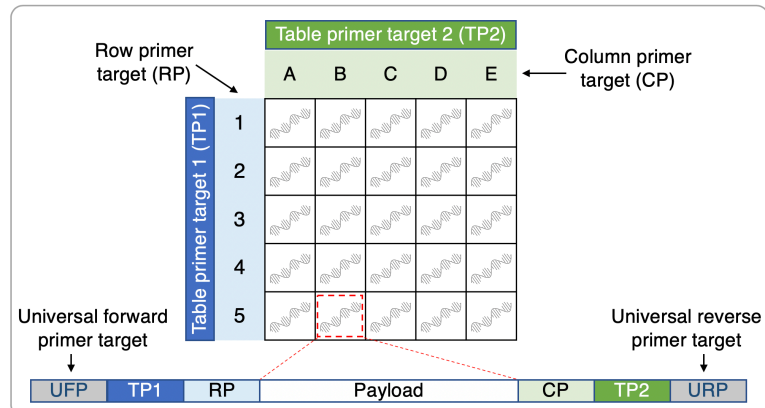 Table primer target 2 (TP2)
Row primer
target (RP)
A B C D E
Column primer
target (CP)
Table primer target 1 (TP1)
1
2
3
4
5
Universal forward
primer target
Universal reverse
primer target
UFP TP1 RP Payload CP TP2 URP